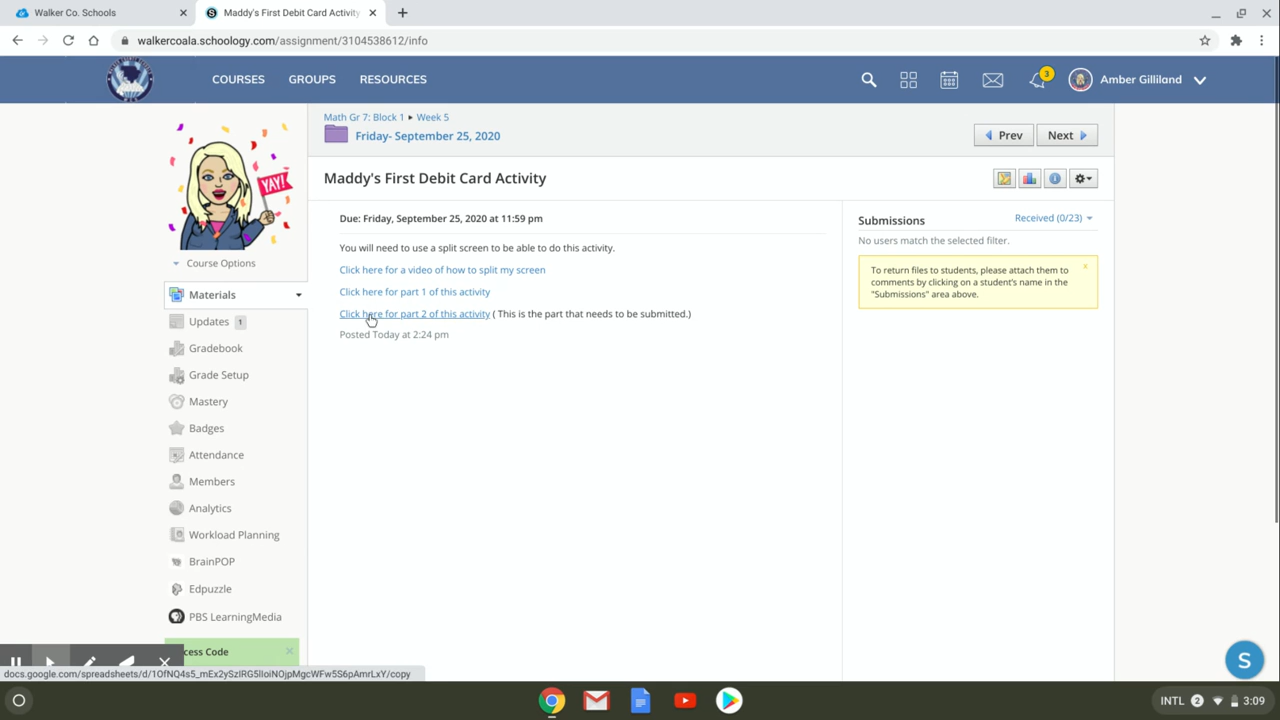 Walker Co. Schools
Maddy's First Debit Card Activity
walkercoala.schoology.com/assignment/3104538612/info
COURSES
GROUPS
RESOURCES
3
Amber Gilliland
YAY!
Course Options
Materials
Updates 1
Gradebook
Grade Setup
Mastery
Badges
Attendance
Members
Analytics
Workload Planning
BrainPOP
Edpuzzle
PBS LearningMedia
cess Code
Math Gr 7: Block 1 ▸ Week 5
Friday- September 25, 2020
Prev
Next
Maddy's First Debit Card Activity
Due: Friday, September 25, 2020 at 11:59 pm
You will need to use a split screen to be able to do this activity.
Click here for a video of how to split my screen
Click here for part 1 of this activity
Click here for part 2 of this activity ( This is the part that needs to be submitted.)
Posted Today at 2:24 pm
Submissions
Received (0/23)
No users match the selected filter.
To return files to students, please attach them to
comments by clicking on a student's name in the
"Submissions" area above.
S
docs.google.com/spreadsheets/d/1OfNQ4s5_mEx2ySzIRG5lIoiNOjpMgcWFw5S6pAmrLxY/copy
INTL 2 3:09